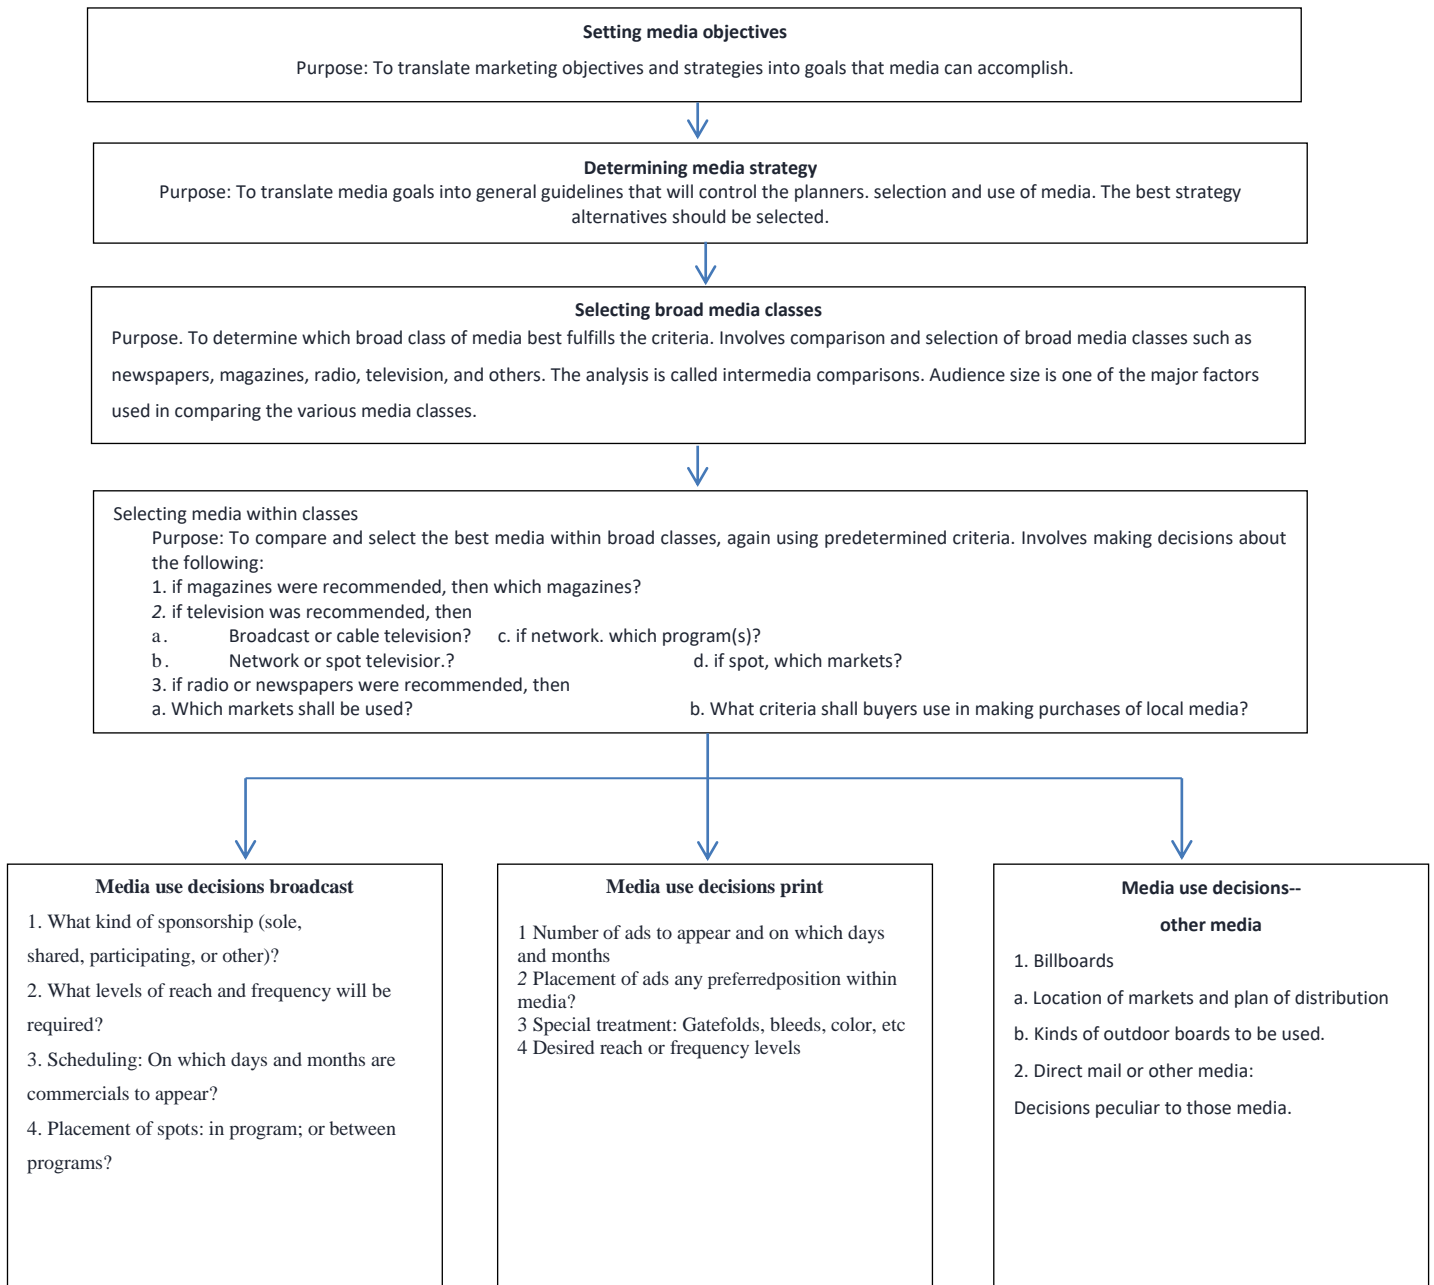 Setting media objectives
Purpose: To translate marketing objectives and strategies into goals that media can accomplish.
Determining media strategy
Purpose: To translate media goals into general guidelines that will control the planners. selection and use of media. The best strategy
alternatives should be selected.
Selecting broad media classes
Purpose. To determine which broad class of media best fulfills the criteria. Involves comparison and selection of broad media classes such as
newspapers, magazines, radio, television, and others. The analysis is called intermedia comparisons. Audience size is one of the major factors
used in comparing the various media classes.
Selecting media within classes
Purpose: To compare and select the best media within broad classes, again using predetermined criteria. Involves making decisions about
the following:
1. if magazines were recommended, then which magazines?
2. if television was recommended, then
a. Broadcast or cable television? c. if network. which program(s)?
b. Network or spot televisior.? d. if spot, which markets?
3. if radio or newspapers were recommended, then
a. Which markets shall be used? b. What criteria shall buyers use in making purchases of local media?
Media use decisions broadcast
1. What kind of sponsorship (sole,
shared, participating, or other)?
2. What levels of reach and frequency will be
required?
3. Scheduling: On which days and months are
commercials to appear?
4. Placement of spots: in program; or between
programs?
Media use decisions print
1 Number of ads to appear and on which days
and months
2 Placement of ads any preferredposition within
media?
3 Special treatment: Gatefolds, bleeds, color, etc
4 Desired reach or frequency levels
Media use decisions--
other media
1. Billboards
a. Location of markets and plan of distribution
b. Kinds of outdoor boards to be used.
2. Direct mail or other media:
Decisions peculiar to those media.